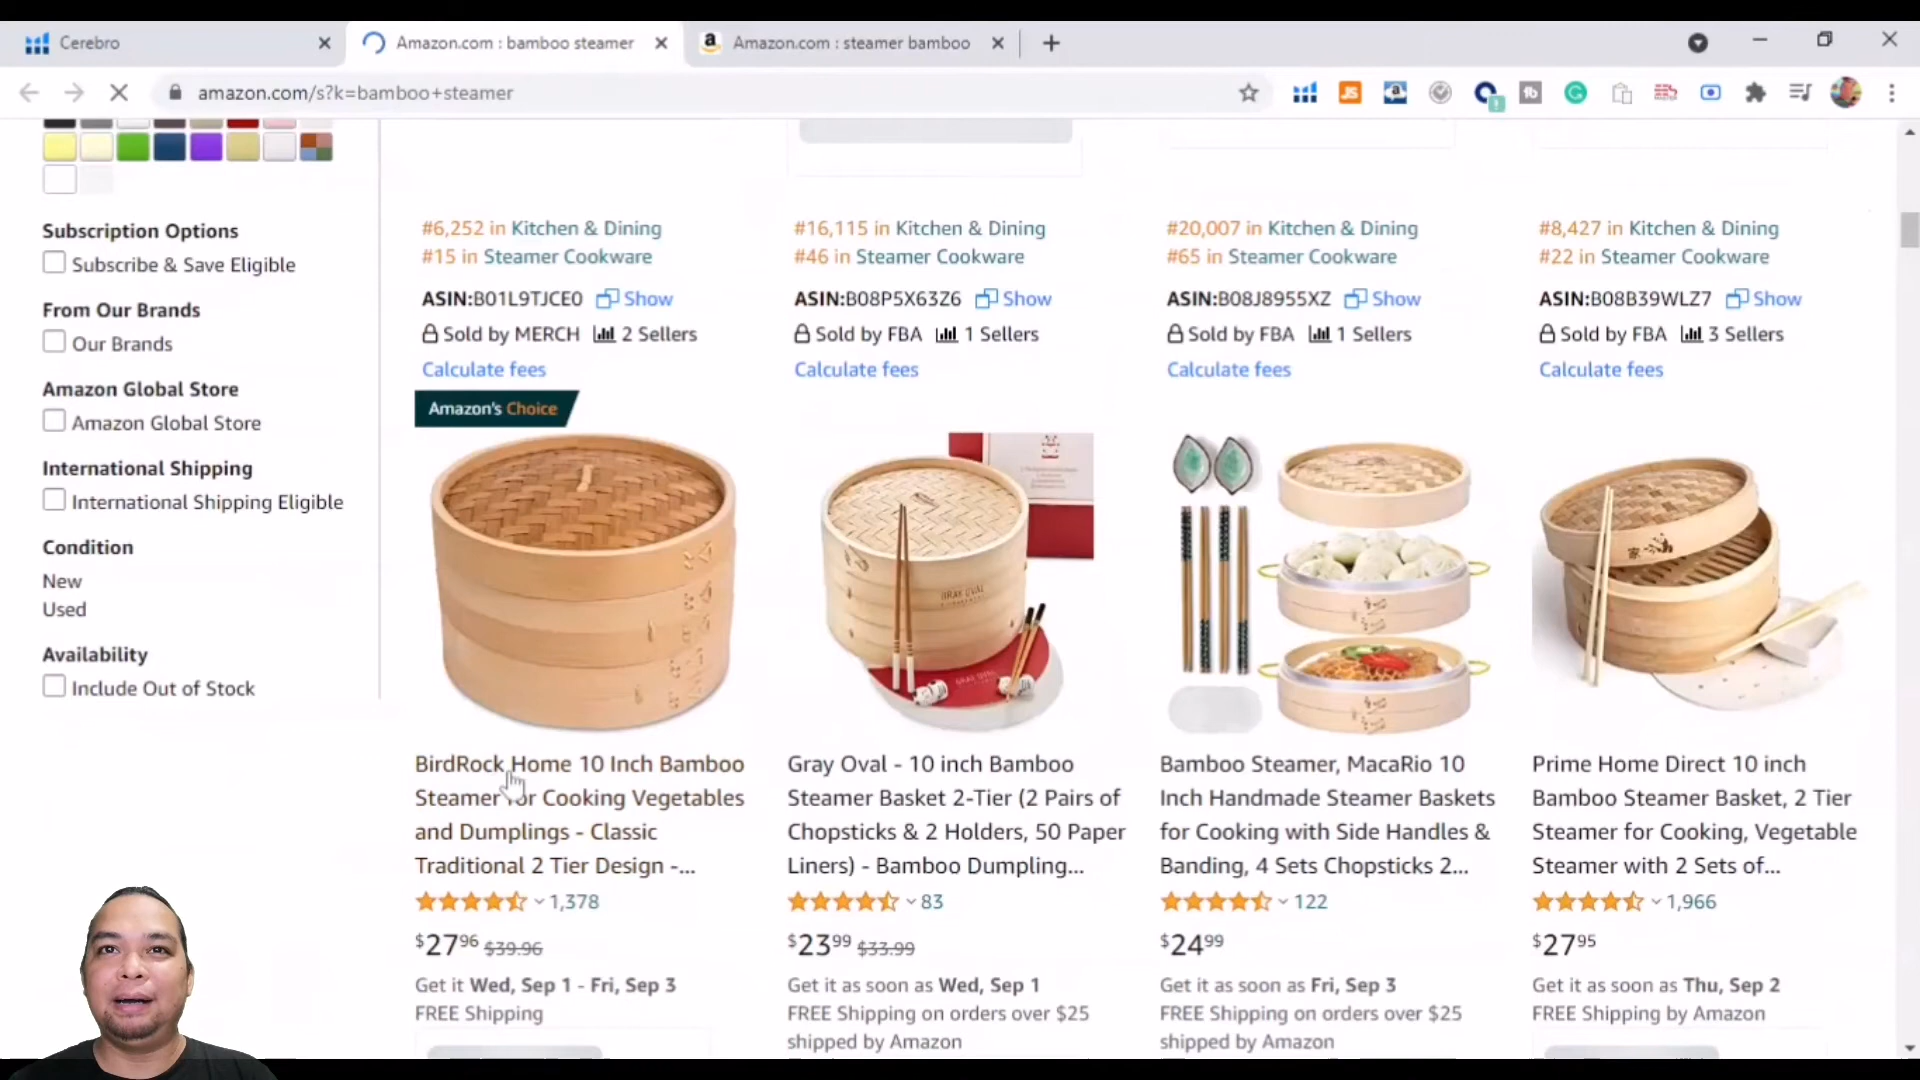 Cerebro
Amazon.com : bamboo steamer
Amazon.com : steamer bamboo
amazon.com/s?k=bamboo+steamer
Subscription Options
Subscribe & Save Eligible
From Our Brands
Our Brands
Amazon Global Store
Amazon Global Store
International Shipping
International Shipping Eligible
Condition
New
Used
Availability
Include Out of Stock
#6,252 in Kitchen & Dining
#15 in Steamer Cookware
ASIN:B01L9TJCE0 Show
Sold by MERCH 2 Sellers
Calculate fees
#16,115 in Kitchen & Dining
#46 in Steamer Cookware
ASIN:B08P5X63Z6 Show
Sold by FBA 1 Sellers
Calculate fees
#20,007 in Kitchen & Dining
#65 in Steamer Cookware
ASIN:B08J8955XZ Show
Sold by FBA 1 Sellers
Calculate fees
#8,427 in Kitchen & Dining
#22 in Steamer Cookware
ASIN:B08B39WLZ7 Show
Sold by FBA 3 Sellers
Calculate fees
Amazon's Choice
BirdRock Home 10 Inch Bamboo
Steamer for Cooking Vegetables
and Dumplings - Classic
Traditional 2 Tier Design -...
1,378
$27.96 $39.96
Get it Wed, Sep 1 - Fri, Sep 3
FREE Shipping
GRAY OVAL
Gray Oval - 10 inch Bamboo
Steamer Basket 2-Tier (2 Pairs of
Chopsticks & 2 Holders, 50 Paper
Liners) - Bamboo Dumpling...
83
$23.99 $33.99
Get it as soon as Wed, Sep 1
FREE Shipping on orders over $25
shipped by Amazon
Bamboo Steamer, MacaRio 10
Inch Handmade Steamer Baskets
for Cooking with Side Handles &
Banding, 4 Sets Chopsticks 2...
122
$24.99
Get it as soon as Fri, Sep 3
FREE Shipping on orders over $25
shipped by Amazon
家
Prime Home Direct 10 inch
Bamboo Steamer Basket, 2 Tier
Steamer for Cooking, Vegetable
Steamer with 2 Sets of...
1,966
$27.95
Get it as soon as Thu, Sep 2
FREE Shipping by Amazon